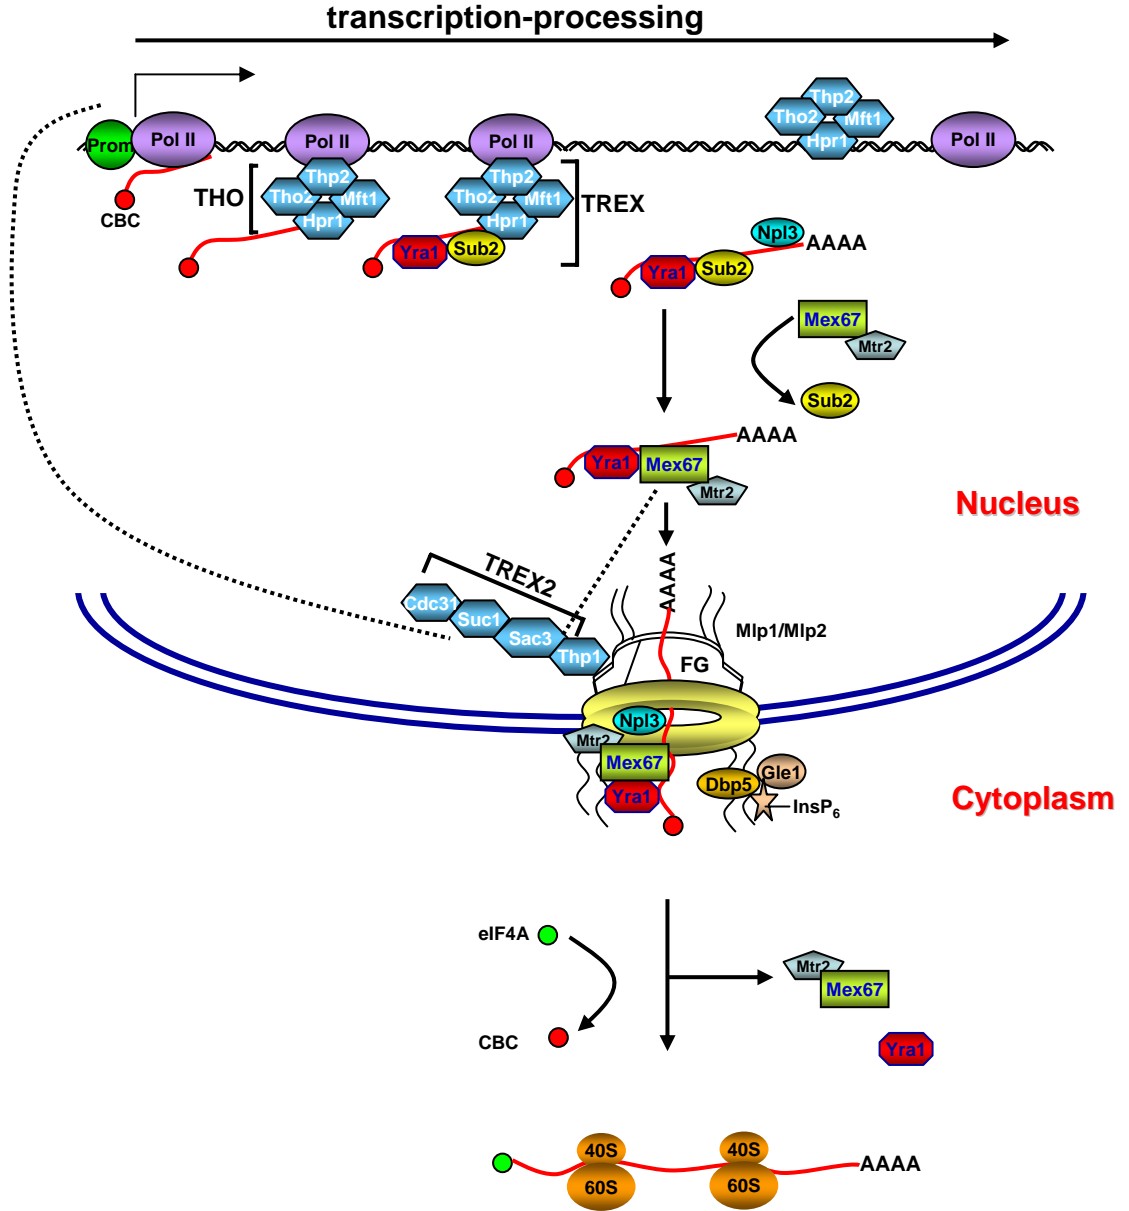 transcription-processing
Prom
Pol II
Pol II
Pol II
Pol II
Thp2
Tho2
Mft1
Hpr1
CBC
THO
Thp2
Tho2
Mft1
Hpr1
Thp2
Tho2
Mft1
Hpr1
TREX
Yra1
Sub2
Npl3
AAAA
Yra1
Sub2
Mex67
Mtr2
Sub2
AAAA
Yra1
Mex67
Mtr2
Nucleus
TREX2
AAAA
Cdc31
Suc1
Sac3
Thp1
Mlp1/Mlp2
FG
Npl3
Mtr2
Mex67
Yra1
Dbp5
Gle1
InsP6
Cytoplasm
eIF4A
CBC
Mtr2
Mex67
Yra1
40S
60S
40S
60S
AAAA